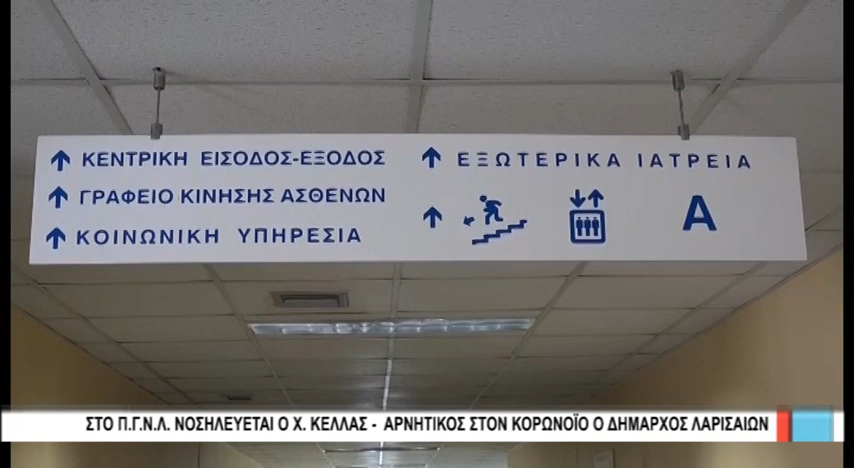 ΚΕΝΤΡΙΚΗ ΕΙΣΟΔΟΣ-ΕΞΟΔΟΣ
ΓΡΑΦΕΙΟ ΚΙΝΗΣΗΣ ΑΣΘΕΝΩΝ
ΚΟΙΝΩΝΙΚΗ ΥΠΗΡΕΣΙΑ
ΕΞΩΤΕΡΙΚΑ ΙΑΤΡΕΙΑ
Α
ΣΤΟ Π.Γ.Ν.Λ. ΝΟΣΗΛΕΥΕΤΑΙ Ο Χ. ΚΕΛΛΑΣ - ΑΡΝΗΤΙΚΟΣ ΣΤΟΝ ΚΟΡΩΝΟΪΟ Ο ΔΗΜΑΡΧΟΣ ΛΑΡΙΣΑΙΩΝ